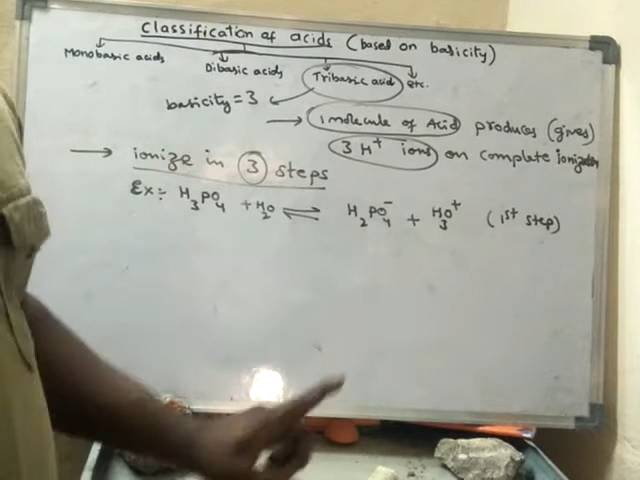 Classification of acids (based on basicity)
Monobasic acids Dibasic acids Tribasic acid etc.
basicity = 3
→ 1 molecule of Acid produces (gives)
3 H⁺ ions on complete ionization
→ ionize in 3 steps
Ex:- H₃PO₄ + H₂O ⇌ H₂PO₄⁻ + H₃O⁺ (1st step)